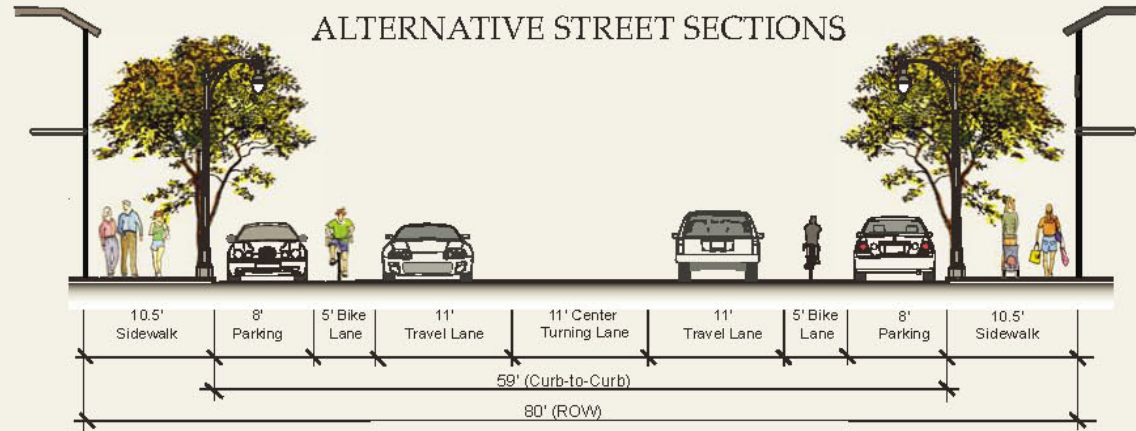 ALTERNATIVE STREET SECTIONS
10.5'
Sidewalk
8'
Parking
5' Bike
Lane
11'
Travel Lane
11' Center
Turning Lane
11'
Travel Lane
5' Bike
Lane
8'
Parking
10.5'
Sidewalk
59' (Curb-to-Curb)
80' (ROW)